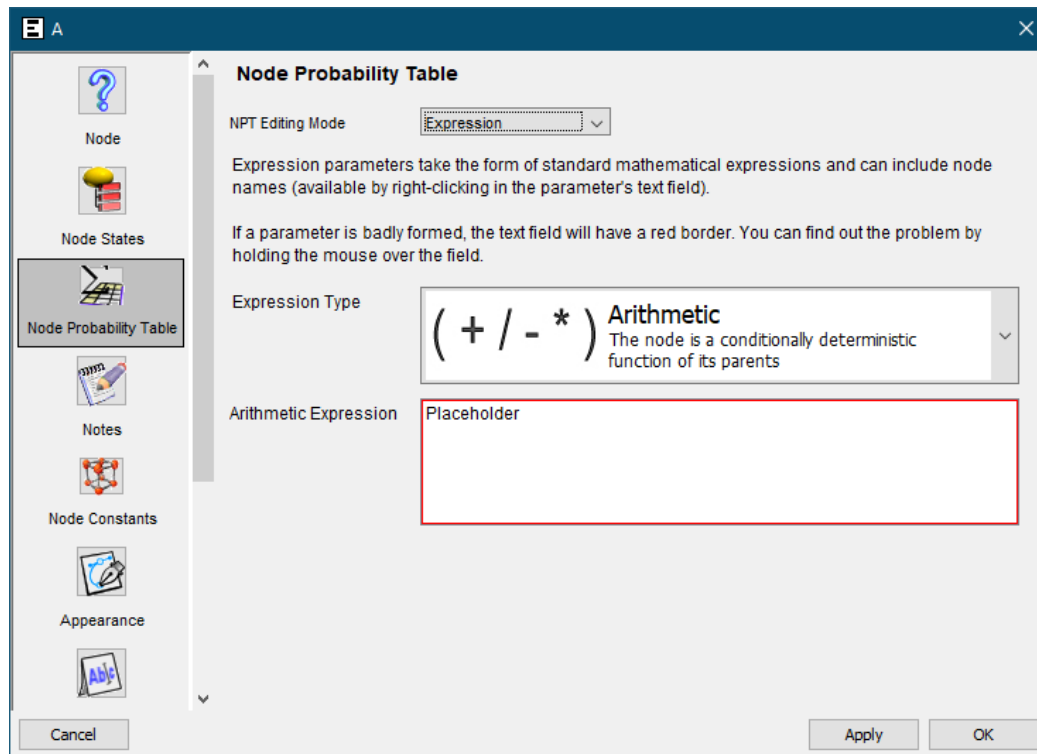 E A
Node
Node States
Node Probability Table
Notes
Node Constants
Appearance
Ab|c
Node Probability Table
NPT Editing Mode
Expression
Expression parameters take the form of standard mathematical expressions and can include node
names (available by right-clicking in the parameter's text field).
If a parameter is badly formed, the text field will have a red border. You can find out the problem by
holding the mouse over the field.
Expression Type
( + / - * )
Arithmetic
The node is a conditionally deterministic
function of its parents
Arithmetic Expression
Placeholder
Cancel
Apply
OK